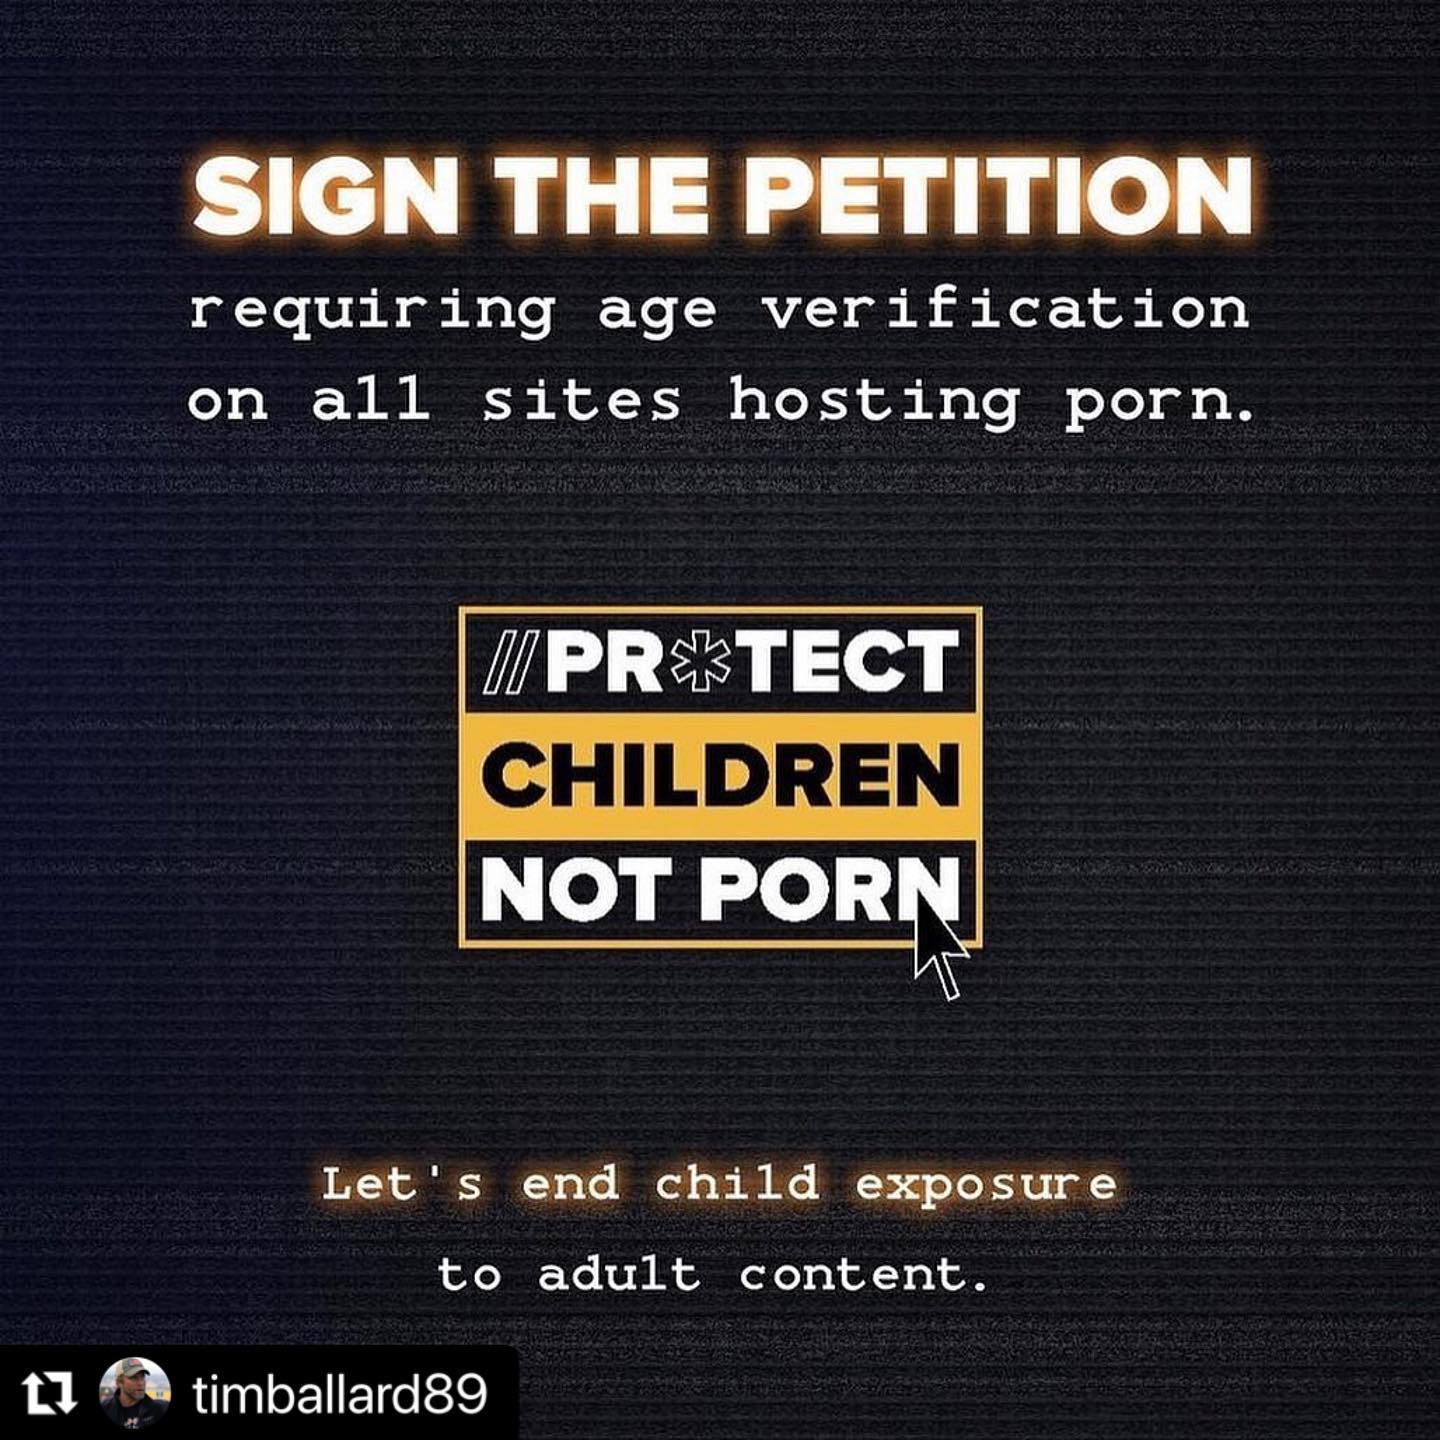 SIGN THE PETITION
requiring age verification
on all sites hosting porn.
//PR*TECT
CHILDREN
NOT PORN
Let's end child exposure
to adult content.
timballard89